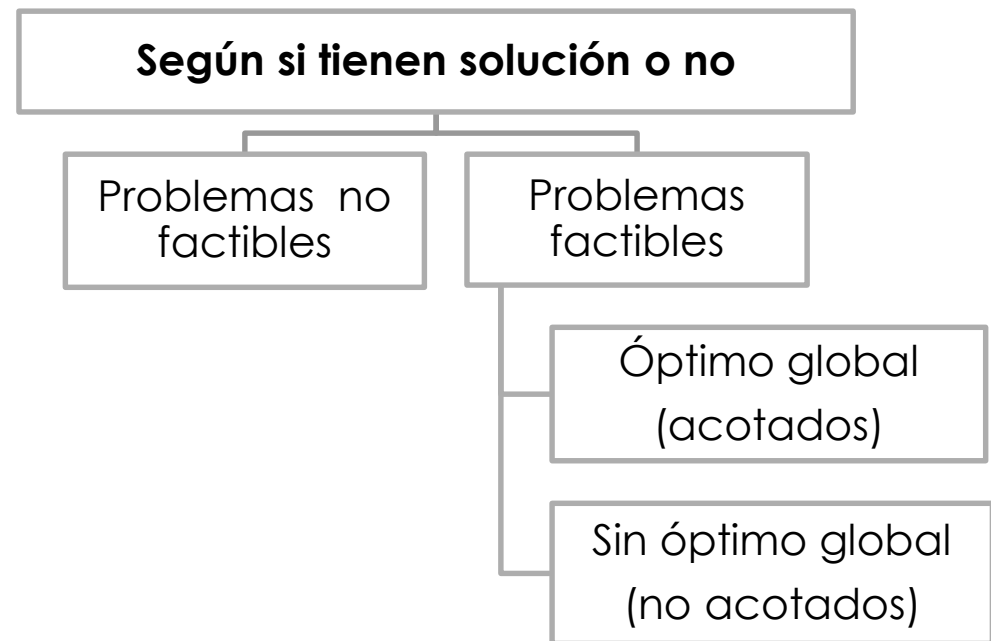 Según si tienen solución o no
Problemas no
factibles
Problemas
factibles
Óptimo global
(acotados)
Sin óptimo global
(no acotados)